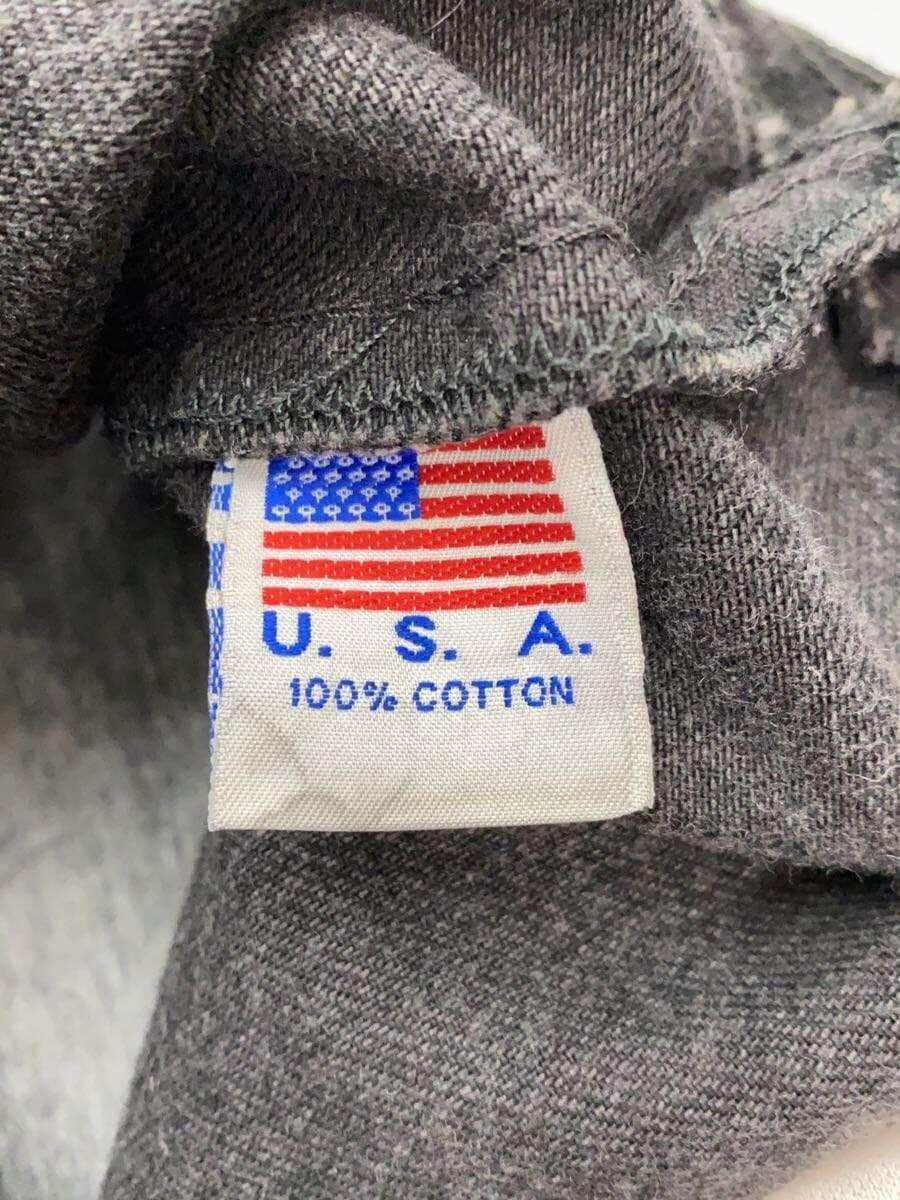 U. S. A.
100% COTTON